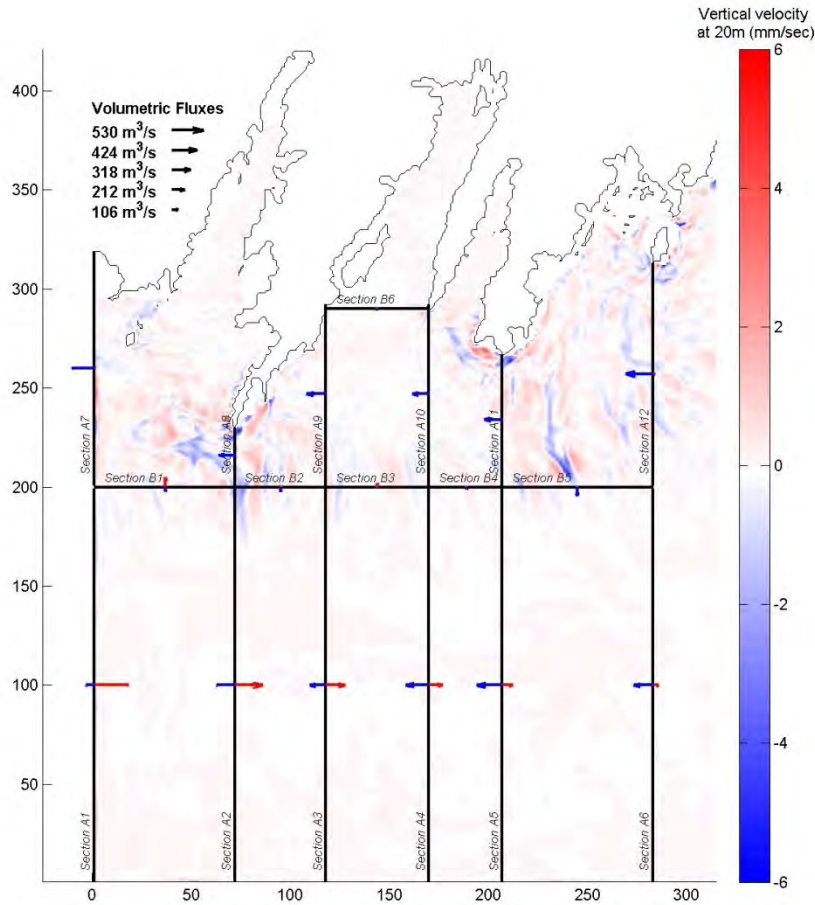 Vertical velocity
at 20m (mm/sec)
Volumetric Fluxes
530 m³/s
424 m³/s
318 m³/s
212 m³/s
106 m³/s
400
350
300
250
200
150
100
50
0
50
100
150
200
250
300
6
4
2
0
-2
-4
-6
Section B6
Section A7
Section A8
Section A9
Section A10
Section A11
Section A12
Section B1
Section B2
Section B3
Section B4
Section B5
Section A1
Section A2
Section A3
Section A4
Section A5
Section A6